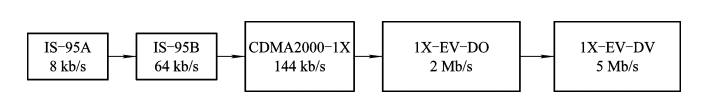 IS-95A
8 kb/s
IS-95B
64 kb/s
CDMA2000-1X
144 kb/s
1X-EV-DO
2 Mb/s
1X-EV-DV
5 Mb/s